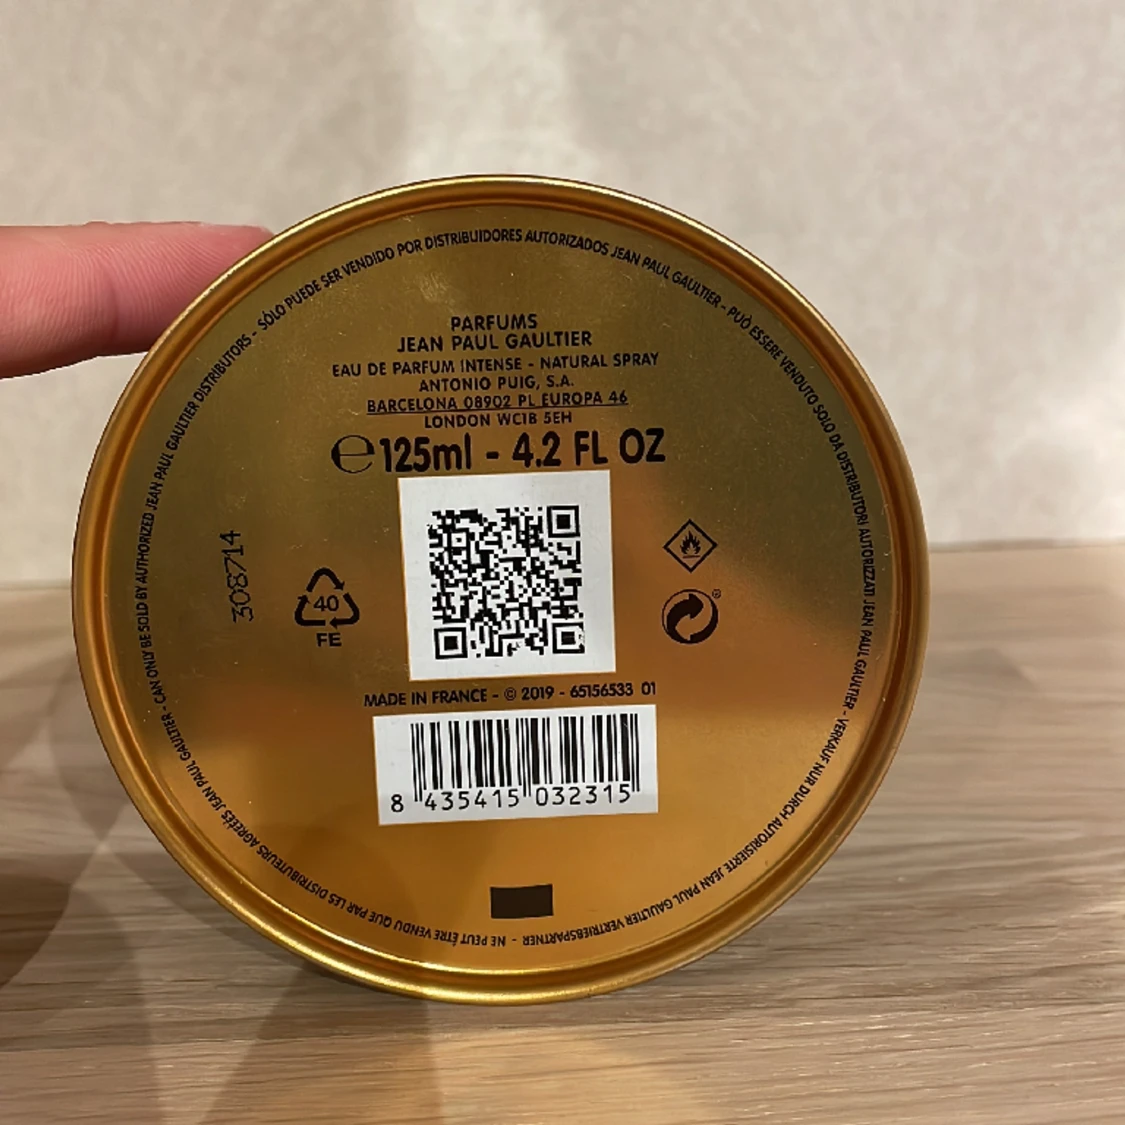 SÓLO PUEDE SER VENDIDO POR DISTRIBUIDORES AUTORIZADOS JEAN PAUL GAULTIER - PUÒ ESSERE VENDUTO SOLO DA DISTRIBUTORI AUTORIZZATI JEAN PAUL GAULTIER - VERKAUF NUR DURCH AUTORISIERTE JEAN PAUL GAULTIER VERTRIEBSPARTNER - NE PEUT ÊTRE VENDU QUE PAR LES DISTRIBUTEURS AGREÉÈS JEAN PAUL GAULTIER - CAN ONLY BE SOLD BY AUTHORIZED JEAN PAUL GAULTIER DISTRIBUTORS -
PARFUMS
JEAN PAUL GAULTIER
EAU DE PARFUM INTENSE - NATURAL SPRAY
ANTONIO PUIG, S.A.
BARCELONA 08902 PL EUROPA 46
LONDON WC1B 5EH
℮ 125ml - 4.2 FL OZ
308714
40
FE
MADE IN FRANCE - © 2019 - 65156533 01
8 435415 032315